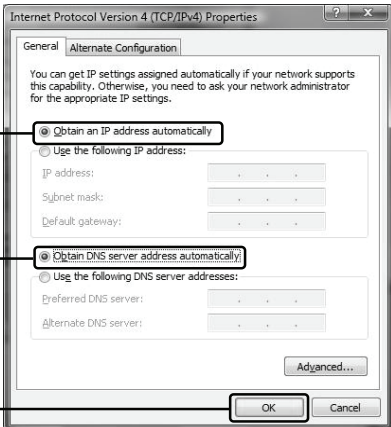 Internet Protocol Version 4 (TCP/IPv4) Properties
General Alternate Configuration
You can get IP settings assigned automatically if your network supports
this capability. Otherwise, you need to ask your network administrator
for the appropriate IP settings.
Obtain an IP address automatically
Use the following IP address:
IP address:
Subnet mask:
Default gateway:
Obtain DNS server address automatically
Use the following DNS server addresses:
Preferred DNS server:
Alternate DNS server:
Advanced...
OK Cancel